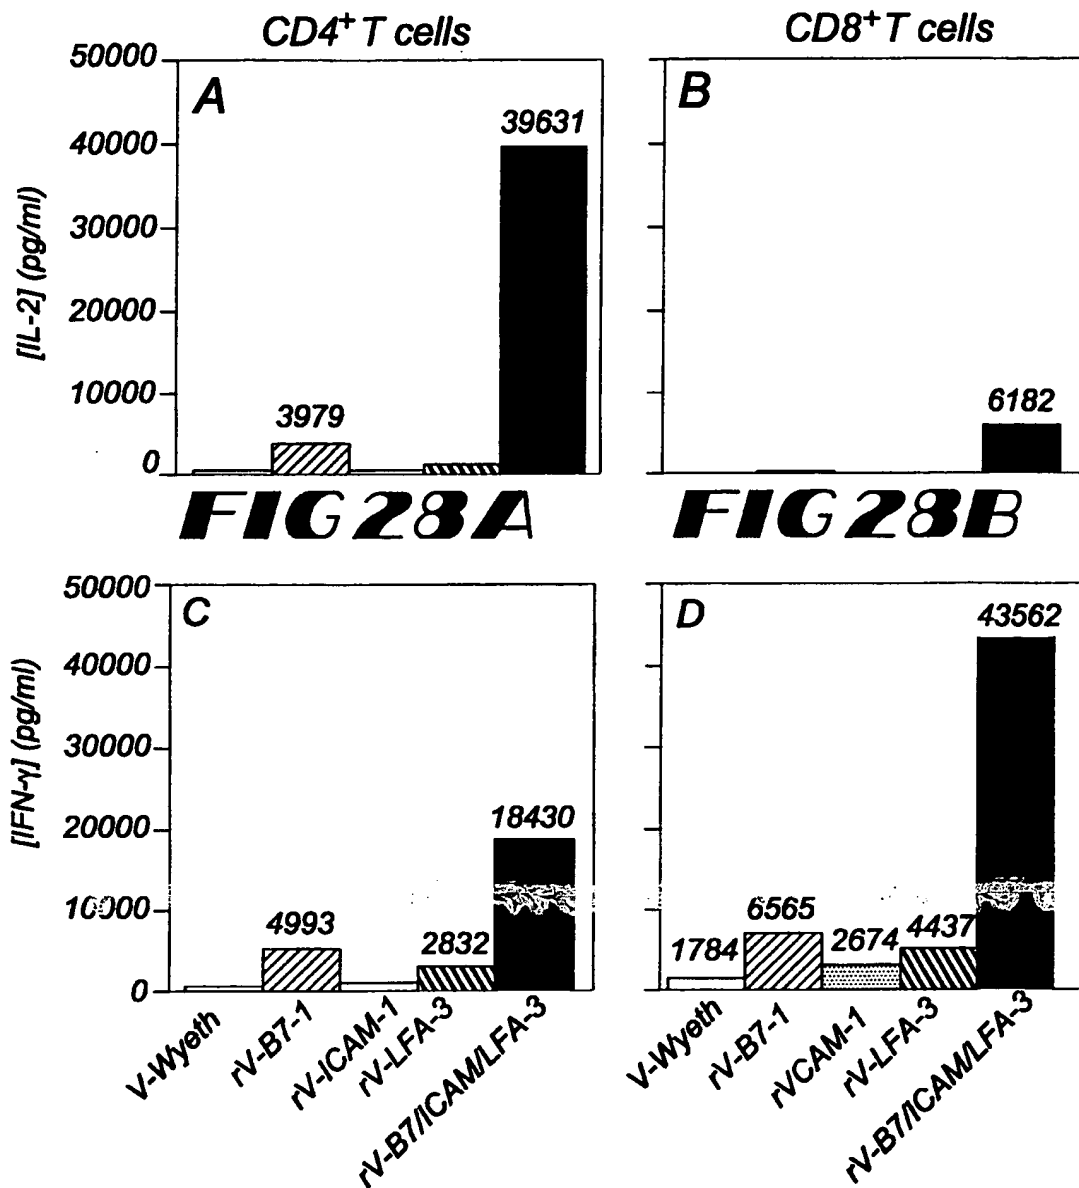 CD4+ T cells
CD8+ T cells
[IL-2] (pg/ml)
50000
40000
30000
20000
10000
0
A
3979
39631
B
6182
FIG 28A
FIG 28B
[IFN-γ] (pg/ml)
50000
40000
30000
20000
10000
0
C
4993
2832
18430
D
1784
6565
2674
4437
43562
V-Wyeth
rV-B7-1
rV-ICAM-1
rV-LFA-3
rV-B7/ICAM/LFA-3
V-Wyeth
rV-B7-1
rVCAM-1
rV-LFA-3
rV-B7/ICAM/LFA-3